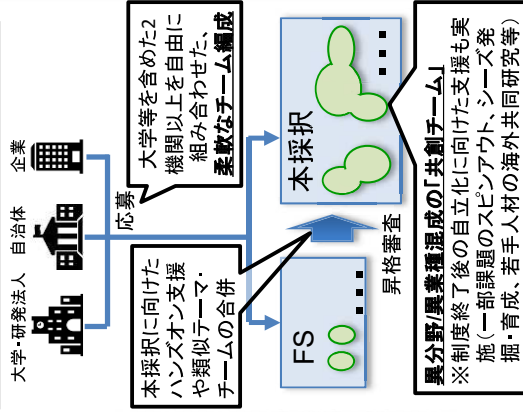 大学・研発法人
自治体
企業
応募
大学等を含めた2
機関以上を自由に
組み合わせた、
柔軟なチーム編成
本採択に向けた
ハンズオン支援
や類似テーマ・
チームの合併
FS
昇格審査
本採択
異分野/異業種混成の「共創チーム」
※制度終了後の自立化に向けた支援も実
施（一部課題のスピンアウト、シーズ発
掘・育成、若手人材の海外共同研究等）